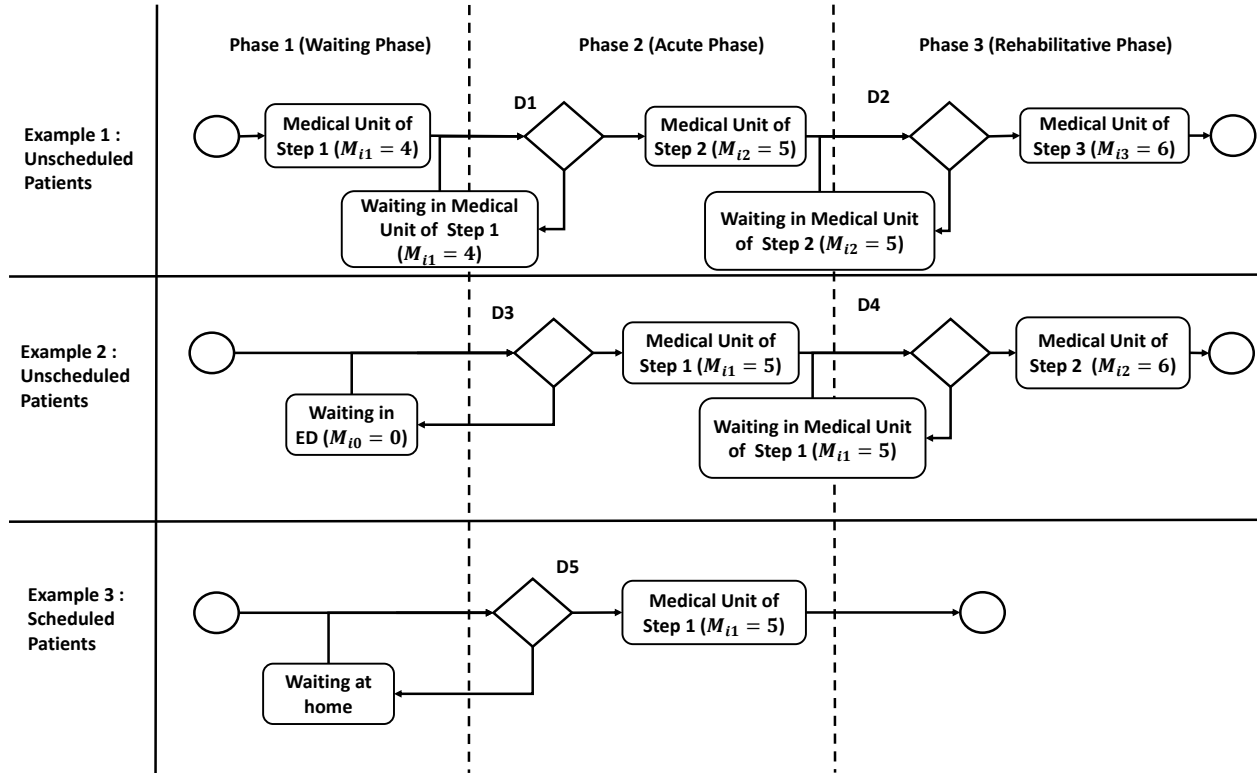 Phase 1 (Waiting Phase)
Phase 2 (Acute Phase)
Phase 3 (Rehabilitative Phase)
Example 1 :
Unscheduled
Patients
Medical Unit of
Step 1 (M_{i1} = 4)
D1
Medical Unit of
Step 2 (M_{i2} = 5)
D2
Medical Unit of
Step 3 (M_{i3} = 6)
Waiting in Medical
Unit of Step 1
(M_{i1} = 4)
Waiting in Medical Unit
of Step 2 (M_{i2} = 5)
Example 2 :
Unscheduled
Patients
D3
Medical Unit of
Step 1 (M_{i1} = 5)
D4
Medical Unit of
Step 2 (M_{i2} = 6)
Waiting in
ED (M_{i0} = 0)
Waiting in Medical Unit
of Step 1 (M_{i1} = 5)
Example 3 :
Scheduled
Patients
D5
Medical Unit of
Step 1 (M_{i1} = 5)
Waiting at
home